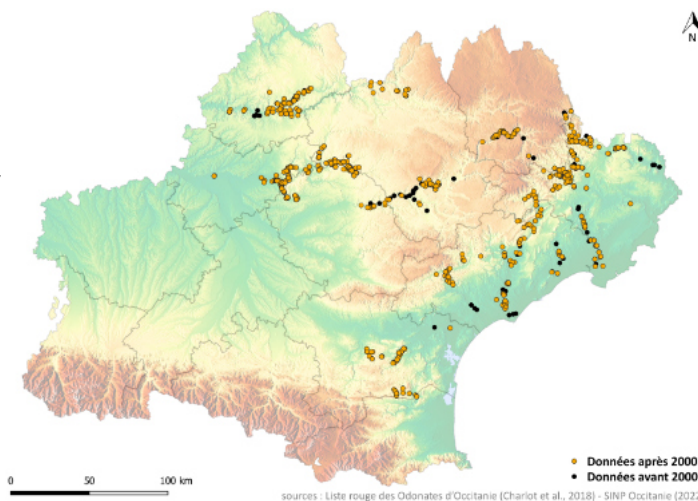 N
Données après 2000
Données avant 2000
0 50 100 km
sources : Liste rouge des Odonates d'Occitanie (Charlot et al., 2018) - SINP Occitanie (2022